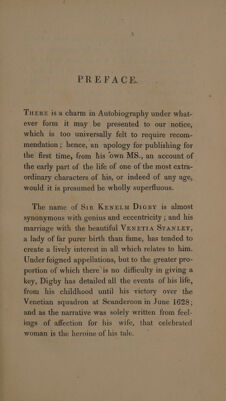 PREFACE.
THERE is a charm in Autobiography under what-
ever form it may be presented to our notice,
which is too universally felt to require recom-
mendation; hence, an apology for publishing for
the first time, from his own MS., an account of
the early part of the life of one of the most extra-
ordinary characters of his, or indeed of any age,
would it is presumed be wholly superfluous.
The name of SIR KENELM DIGBY is almost
synonymous with genius and eccentricity; and his
marriage with the beautiful VENETIA STANLEY,
a lady of far purer birth than fame, has tended to
create a lively interest in all which relates to him.
Under feigned appellations, but to the greater pro-
portion of which there is no difficulty in giving a
key, Digby has detailed all the events of his life,
from his childhood until his victory over the
Venetian squadron at Scanderoon in June 1628;
and as the narrative was solely written from feel-
ings of affection for his wife, that celebrated
woman is the heroine of his tale.